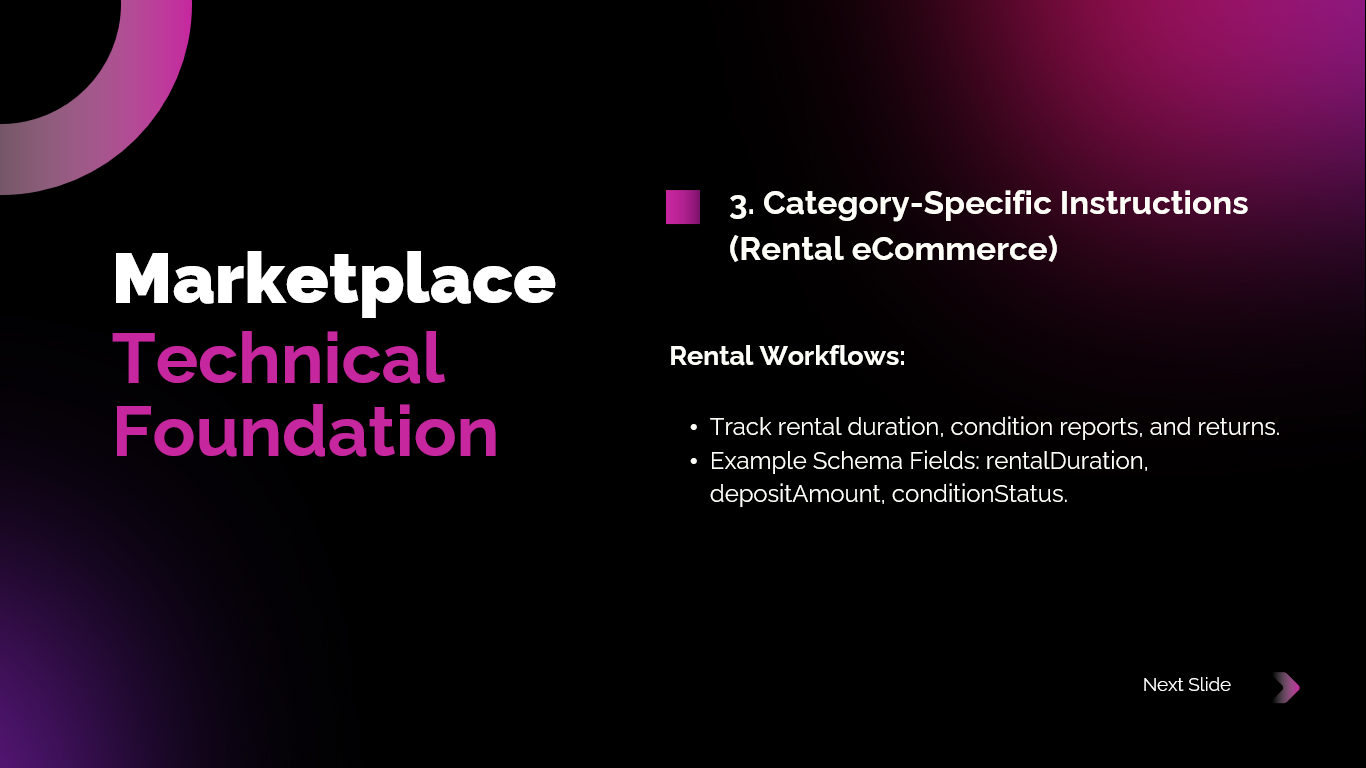 Marketplace
Technical
Foundation
3. Category-Specific Instructions
(Rental eCommerce)
Rental Workflows:
• Track rental duration, condition reports, and returns.
• Example Schema Fields: rentalDuration,
depositAmount, conditionStatus.
Next Slide